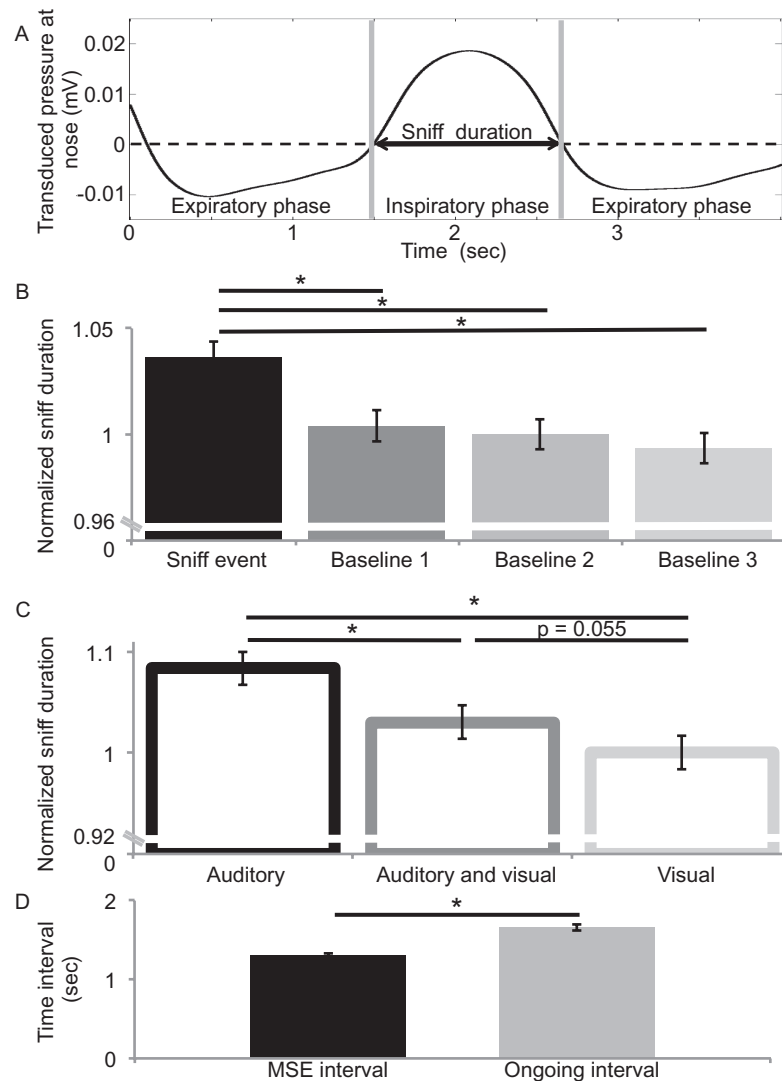 A
Transduced pressure at
nose (mV)
0.02
0.01
0
-0.01
Sniff duration
Expiratory phase
Inspiratory phase
Expiratory phase
0
1
2
3
Time (sec)
B
*
*
*
Normalized sniff duration
1.05
1
0.96
0
Sniff event
Baseline 1
Baseline 2
Baseline 3
C
*
*
p = 0.055
Normalized sniff duration
1.1
1
0.92
0
Auditory
Auditory and visual
Visual
D
*
Time interval
(sec)
2
1
0
MSE interval
Ongoing interval